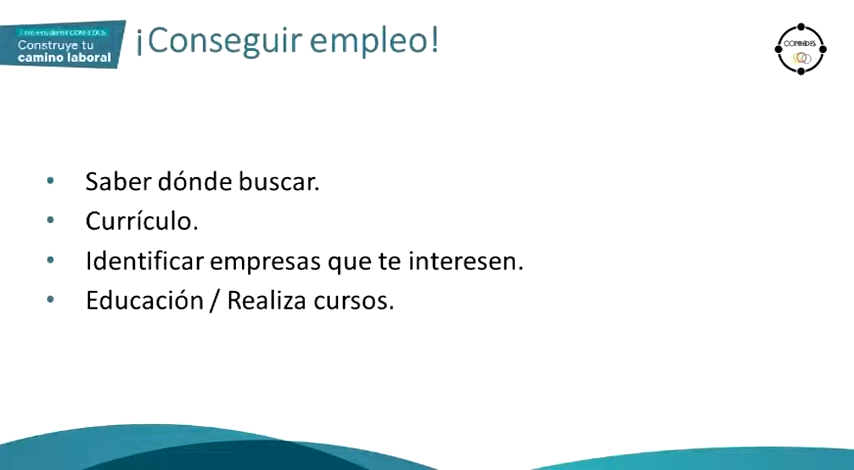 Construye tu
camino laboral
¡Conseguir empleo!
• Saber dónde buscar.
• Currículo.
• Identificar empresas que te interesen.
• Educación / Realiza cursos.